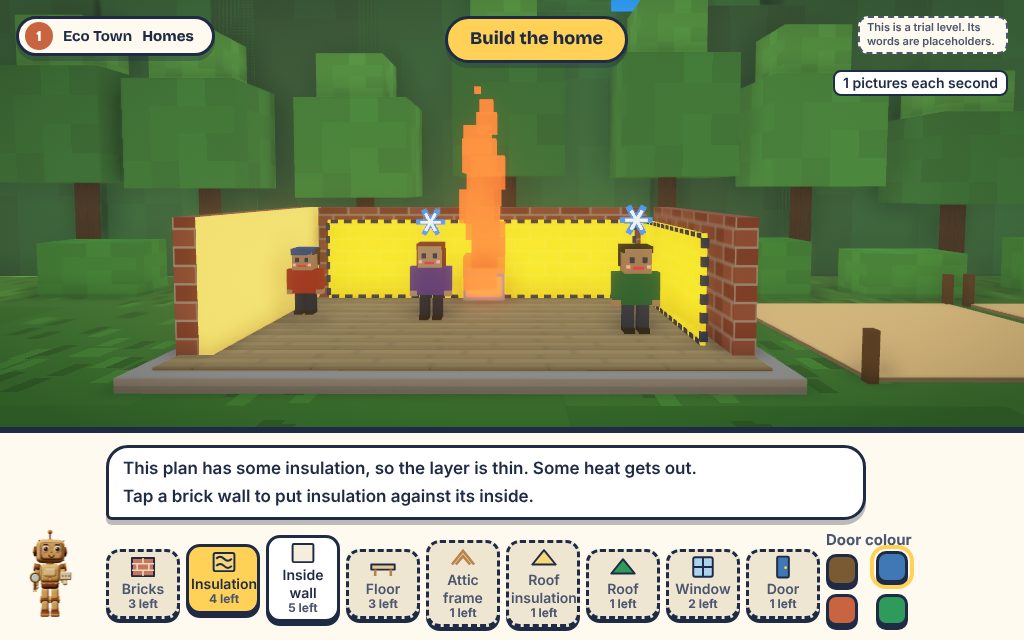 1 Eco Town Homes
Build the home
This is a trial level. Its
words are placeholders.
1 pictures each second
This plan has some insulation, so the layer is thin. Some heat gets out.
Tap a brick wall to put insulation against its inside.
Bricks
3 left
Insulation
4 left
Inside
wall
5 left
Floor
3 left
Attic
frame
1 left
Roof
insulation
1 left
Roof
1 left
Window
2 left
Door
1 left
Door colour